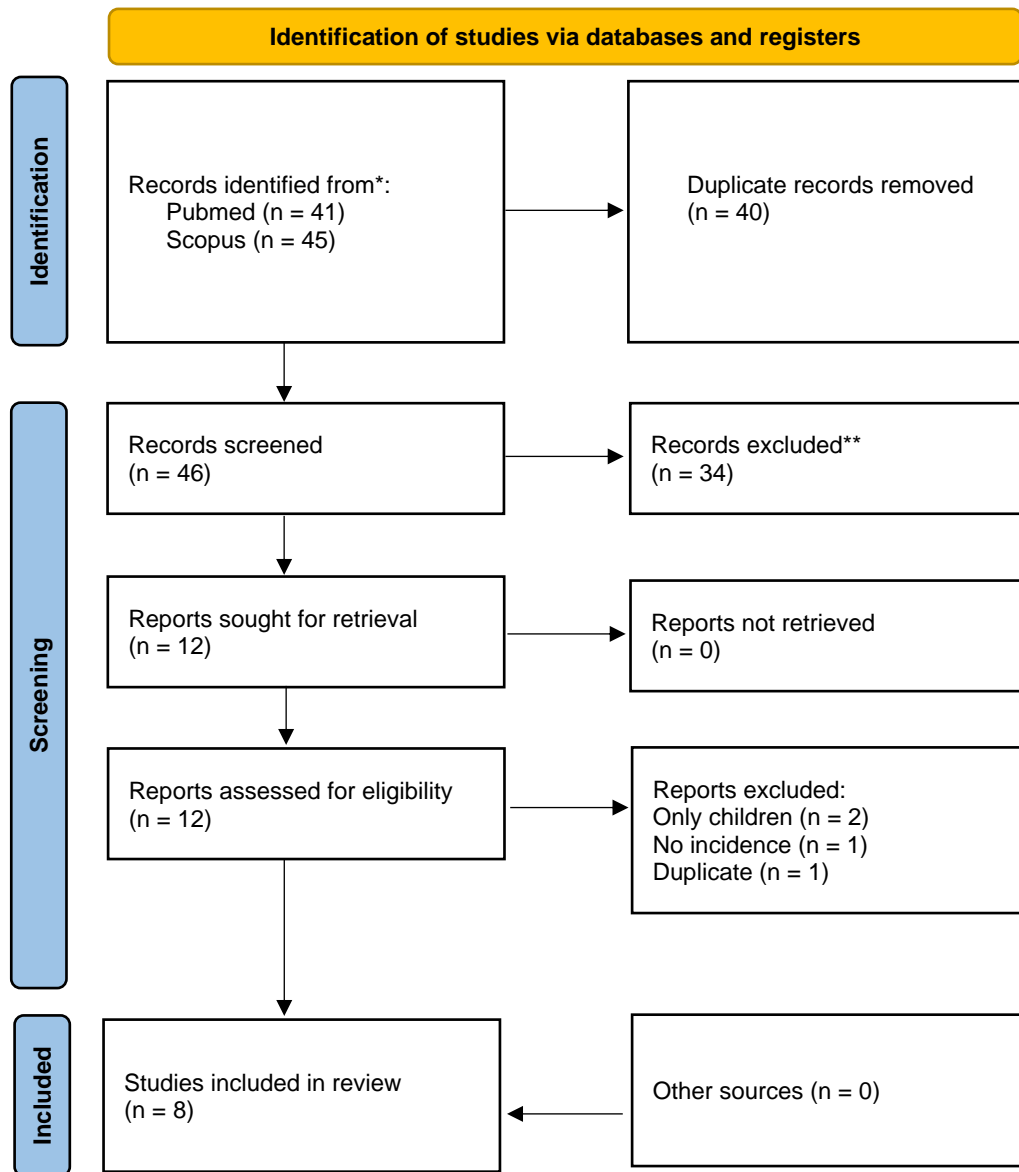 Identification of studies via databases and registers
Identification
Records identified from*:
Pubmed (n = 41)
Scopus (n = 45)
Duplicate records removed
(n = 40)
Screening
Records screened
(n = 46)
Records excluded**
(n = 34)
Reports sought for retrieval
(n = 12)
Reports not retrieved
(n = 0)
Reports assessed for eligibility
(n = 12)
Reports excluded:
Only children (n = 2)
No incidence (n = 1)
Duplicate (n = 1)
Included
Studies included in review
(n = 8)
Other sources (n = 0)